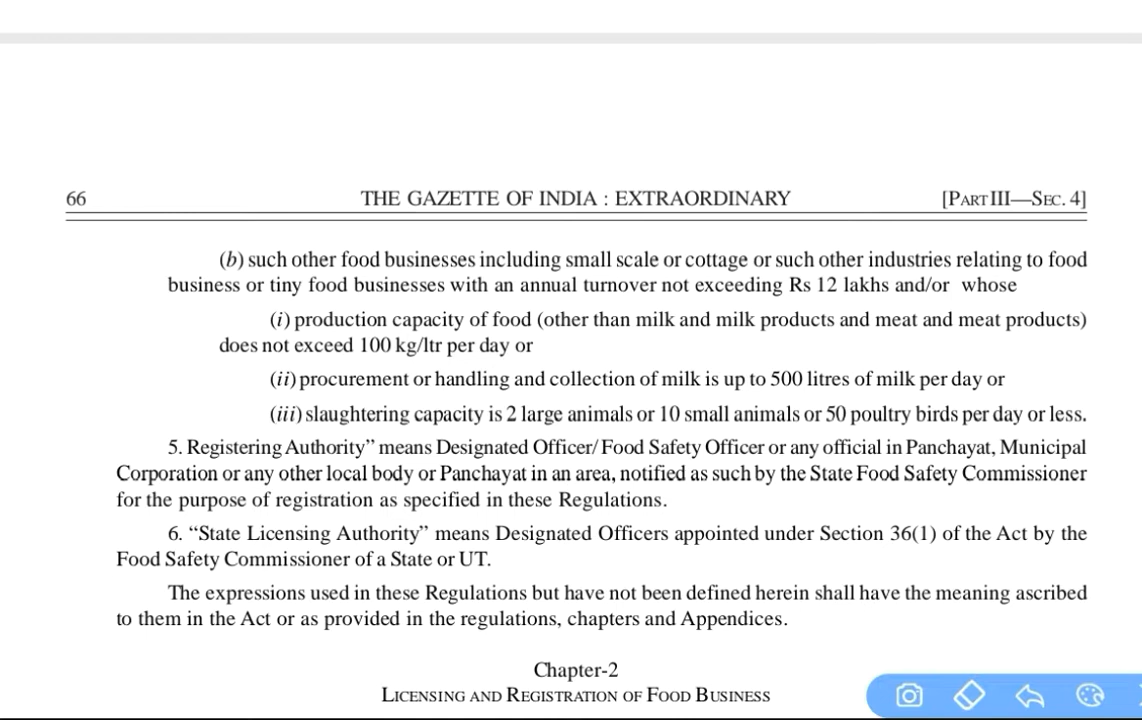 66 THE GAZETTE OF INDIA : EXTRAORDINARY [PART III—SEC. 4]
(b) such other food businesses including small scale or cottage or such other industries relating to food
business or tiny food businesses with an annual turnover not exceeding Rs 12 lakhs and/or whose
(i) production capacity of food (other than milk and milk products and meat and meat products)
does not exceed 100 kg/ltr per day or
(ii) procurement or handling and collection of milk is up to 500 litres of milk per day or
(iii) slaughtering capacity is 2 large animals or 10 small animals or 50 poultry birds per day or less.
5. Registering Authority” means Designated Officer/ Food Safety Officer or any official in Panchayat, Municipal
Corporation or any other local body or Panchayat in an area, notified as such by the State Food Safety Commissioner
for the purpose of registration as specified in these Regulations.
6. “State Licensing Authority” means Designated Officers appointed under Section 36(1) of the Act by the
Food Safety Commissioner of a State or UT.
The expressions used in these Regulations but have not been defined herein shall have the meaning ascribed
to them in the Act or as provided in the regulations, chapters and Appendices.
Chapter-2
LICENSING AND REGISTRATION OF FOOD BUSINESS